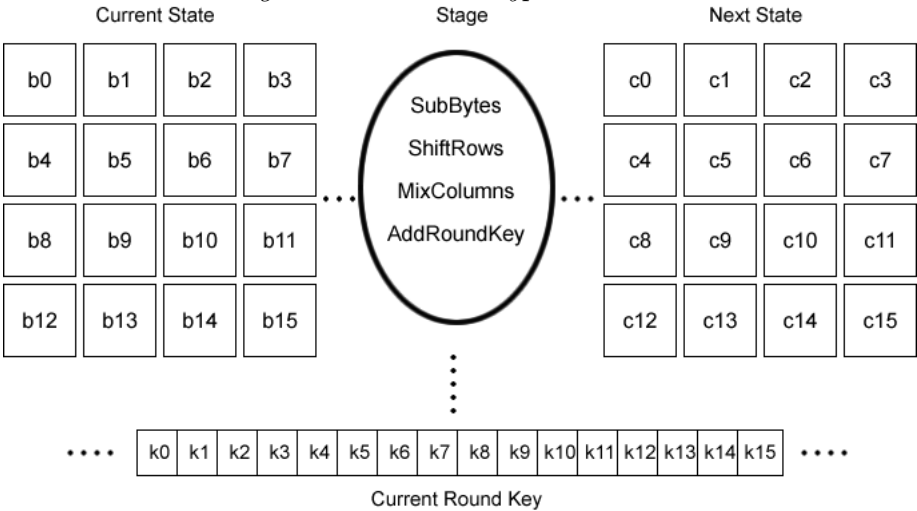 Current State Stage Next State
b0 b1 b2 b3 SubBytes c0 c1 c2 c3
ShiftRows
b4 b5 b6 b7 c4 c5 c6 c7
MixColumns
b8 b9 b10 b11 AddRoundKey c8 c9 c10 c11
b12 b13 b14 b15 c12 c13 c14 c15
k0 k1 k2 k3 k4 k5 k6 k7 k8 k9 k10 k11 k12 k13 k14 k15
Current Round Key